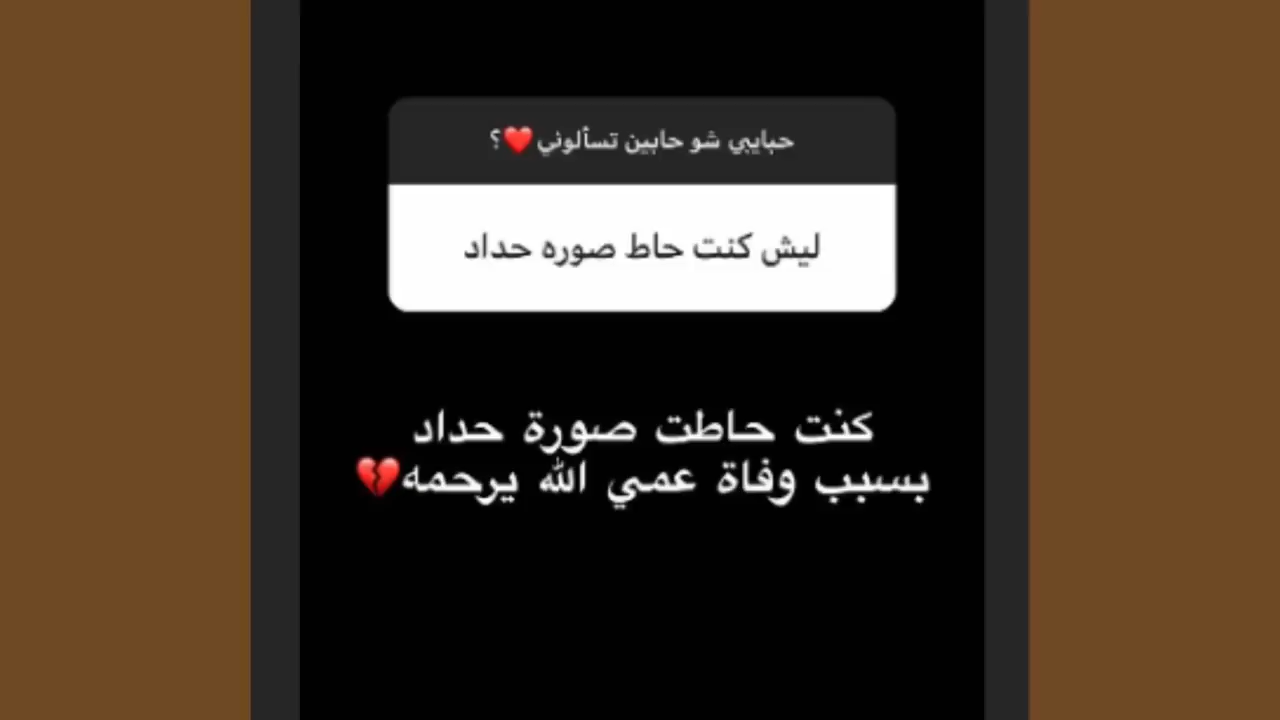 حبايبي شو حابين تسألوني❤️؟
ليش كنت حاط صوره حداد
كنت حاطت صورة حداد
بسبب وفاة عمي الله يرحمه💔